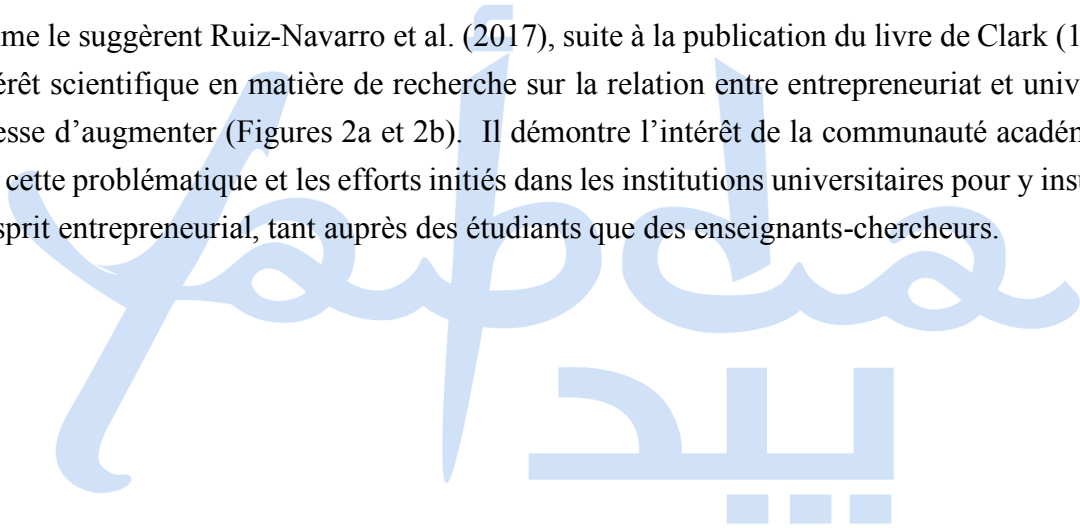 me le suggèrent Ruiz-Navarro et al. (2017), suite à la publication du livre de Clark (1
érêt scientifique en matière de recherche sur la relation entre entrepreneuriat et univ
esse d’augmenter (Figures 2a et 2b). Il démontre l’intérêt de la communauté académ
cette problématique et les efforts initiés dans les institutions universitaires pour y insu
sprit entrepreneurial, tant auprès des étudiants que des enseignants-chercheurs.